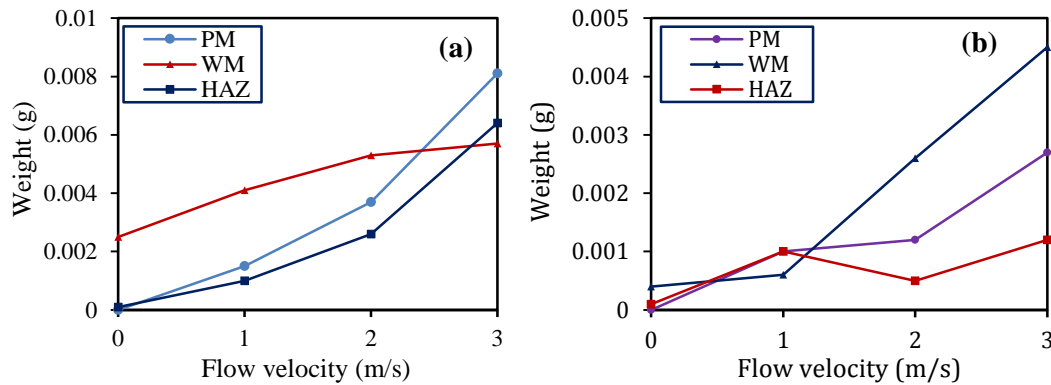 (a)
PM
WM
HAZ
Weight (g)
0.01
0.008
0.006
0.004
0.002
0
0 1 2 3
Flow velocity (m/s)
(b)
PM
WM
HAZ
Weight (g)
0.005
0.004
0.003
0.002
0.001
0
0 1 2 3
Flow velocity (m/s)